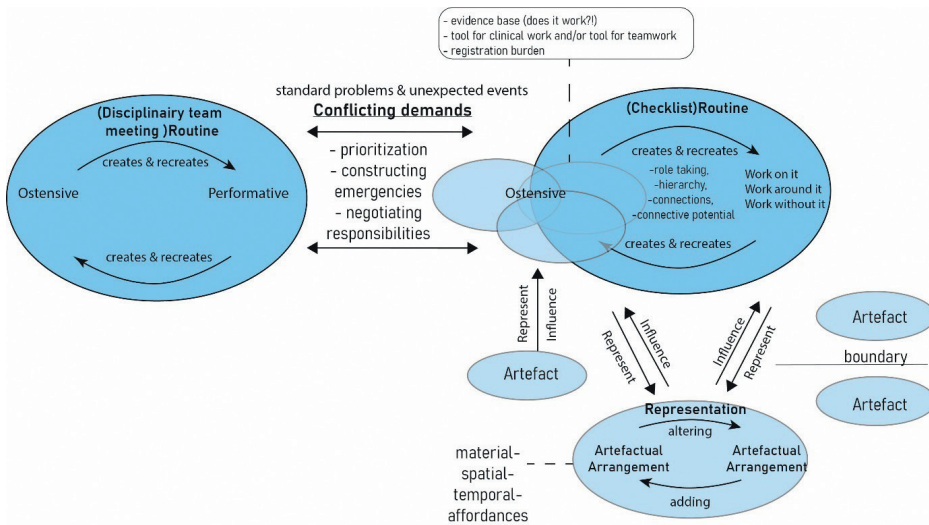 - evidence base (does it work?!)
- tool for clinical work and/or tool for teamwork
- registration burden
standard problems & unexpected events
Conflicting demands
- prioritization
- constructing
emergencies
- negotiating
responsibilities
(Disciplinairy team
meeting )Routine
creates & recreates
Ostensive
Performative
creates & recreates
(Checklist)Routine
creates & recreates
Ostensive
-role taking,
-hierarchy,
-connections,
-connective potential
Work on it
Work around it
Work without it
creates & recreates
Represent
Influence
Artefact
Represent
Influence
Influence
Represent
Artefact
boundary
Artefact
Representation
altering
Artefactual
Arrangement
Artefactual
Arrangement
adding
material-
spatial-
temporal-
affordances